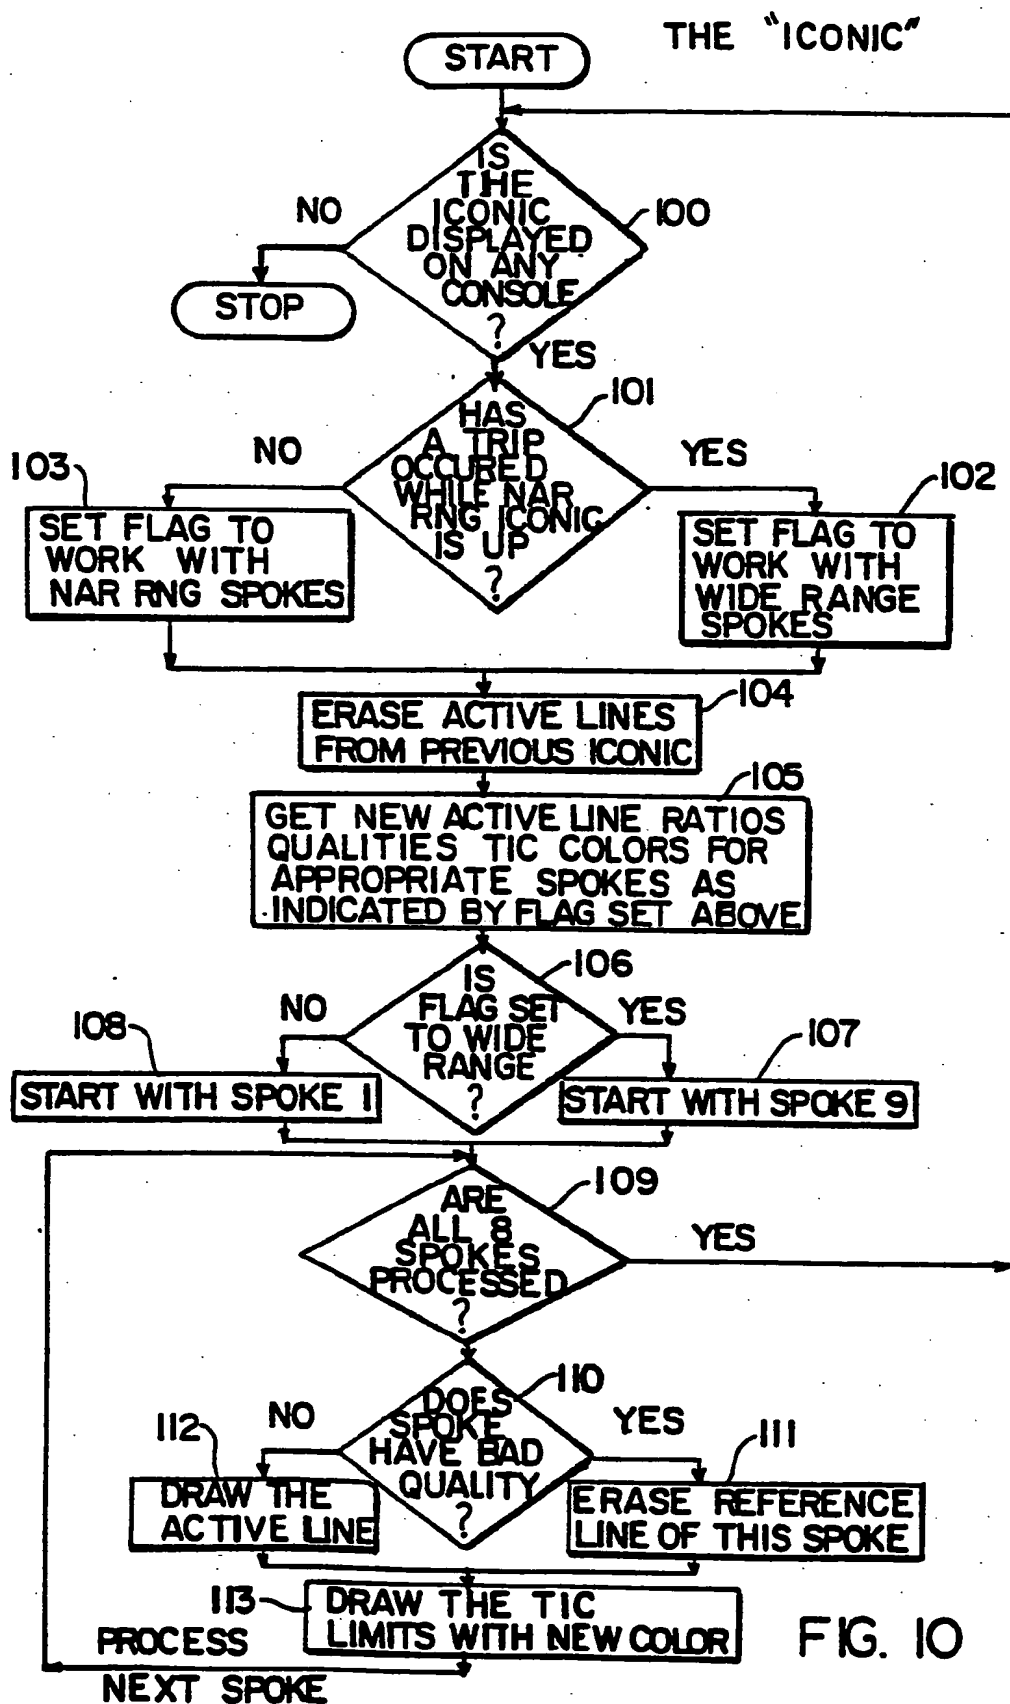 THE "ICONIC"
START
IS
THE
ICONIC
DISPLAYED
ON ANY
CONSOLE
?
100
NO
STOP
YES
HAS
A TRIP
OCCURED
WHILE NAR
RNG ICONIC
IS UP
?
101
NO
YES
103
SET FLAG TO
WORK WITH
NAR RNG SPOKES
102
SET FLAG TO
WORK WITH
WIDE RANGE
SPOKES
104
ERASE ACTIVE LINES
FROM PREVIOUS ICONIC
105
GET NEW ACTIVE LINE RATIOS
QUALITIES TIC COLORS FOR
APPROPRIATE SPOKES AS
INDICATED BY FLAG SET ABOVE
106
IS
FLAG SET
TO WIDE
RANGE
?
NO
YES
108
START WITH SPOKE 1
107
START WITH SPOKE 9
109
ARE
ALL 8
SPOKES
PROCESSED
?
YES
110
DOES
SPOKE
HAVE BAD
QUALITY
?
NO
YES
112
DRAW THE
ACTIVE LINE
111
ERASE REFERENCE
LINE OF THIS SPOKE
113
DRAW THE TIC
LIMITS WITH NEW COLOR
PROCESS
NEXT SPOKE
FIG. 10